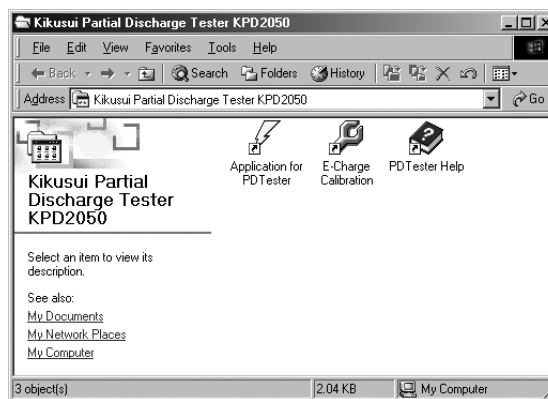 Kikusui Partial Discharge Tester KPD2050
File Edit View Favorites Tools Help
Back Search Folders History
Address Kikusui Partial Discharge Tester KPD2050 Go
Kikusui Partial
Discharge Tester
KPD2050
Select an item to view its
description.
See also:
My Documents
My Network Places
My Computer
Application for
PDTester
E-Charge
Calibration
PDTester Help
3 object(s) 2.04 KB My Computer